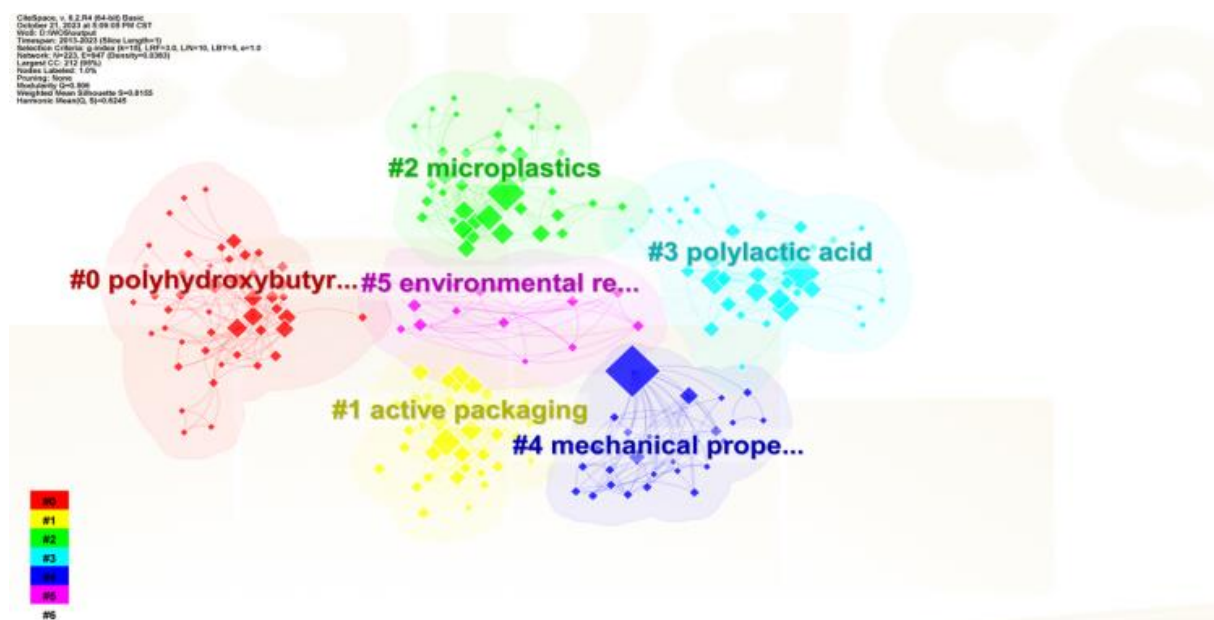 CiteSpace, v. 6.2.R4 (64-bit) Basic
October 21, 2023 at 5:09:05 PM CST
WoS: D:\WOS\output
Timespan: 2013-2023 (Slice Length=1)
Selection Criteria: g-index (k=15), LRF=3.0, L/N=10, LBY=5, e=1.0
Network: N=223, E=947 (Density=0.0383)
Largest CC: 212 (95%)
Nodes Labeled: 1.0%
Pruning: None
Modularity Q=0.506
Weighted Mean Silhouette S=0.8155
Harmonic Mean(Q, S)=0.6245
#2 microplastics
#3 polylactic acid
#0 polyhydroxybutyr...
#5 environmental re...
#1 active packaging
#4 mechanical prope...
#0
#1
#2
#3
#4
#5
#6